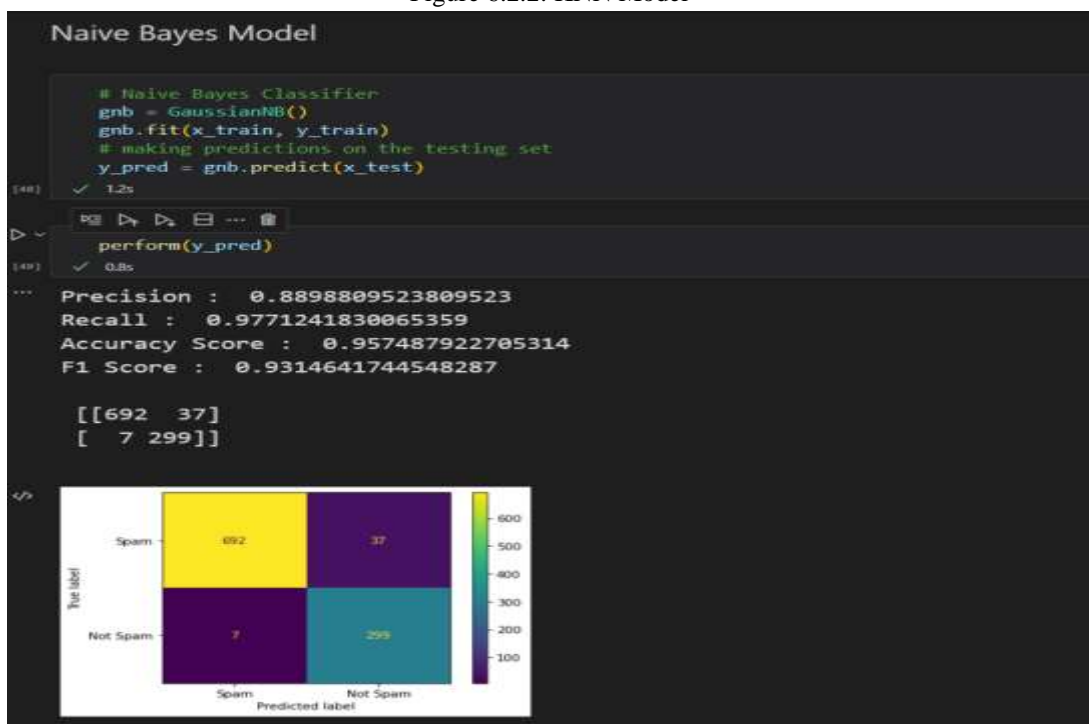 Figure 6.2.2: KNN Model
Naive Bayes Model
# Naive Bayes Classifier
gnb = GaussianNB()
gnb.fit(x_train, y_train)
# making predictions on the testing set
y_pred = gnb.predict(x_test)
[48] ✓ 1.2s
perform(y_pred)
[49] ✓ 0.8s
... Precision : 0.8898809523809523
Recall : 0.9771241830065359
Accuracy Score : 0.957487922705314
F1 Score : 0.9314641744548287
[[692 37]
[ 7 299]]
600
Spam 692 37
500
400
True label
300
Not Spam 7 299
200
100
Spam Not Spam
Predicted label